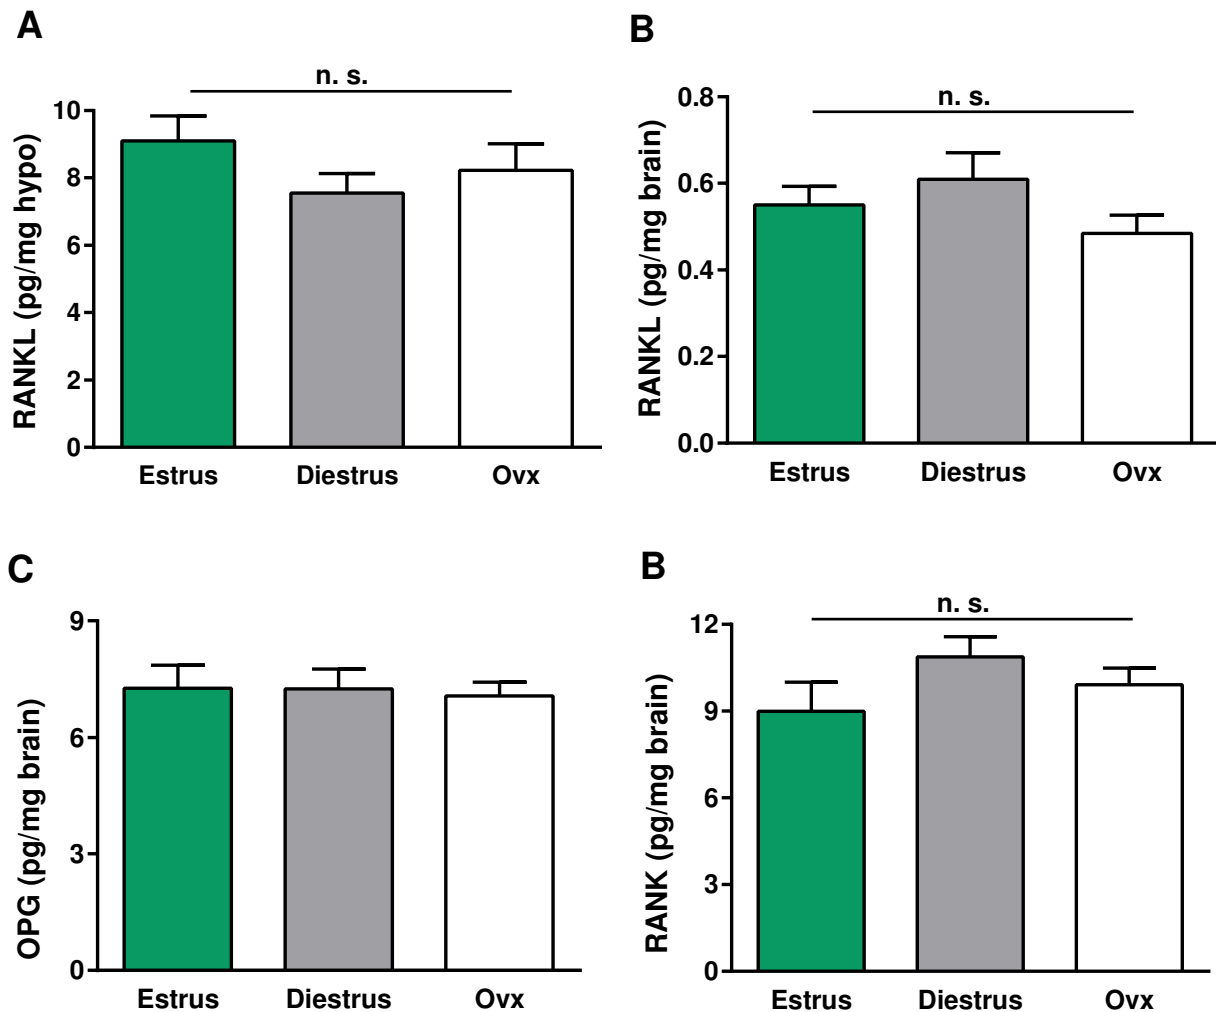 A
n. s.
RANKL (pg/mg hypo)
10
8
6
4
2
0
Estrus Diestrus Ovx
B
n. s.
RANKL (pg/mg brain)
0.8
0.6
0.4
0.2
0.0
Estrus Diestrus Ovx
C
OPG (pg/mg brain)
9
6
3
0
Estrus Diestrus Ovx
B
n. s.
RANK (pg/mg brain)
12
9
6
3
0
Estrus Diestrus Ovx